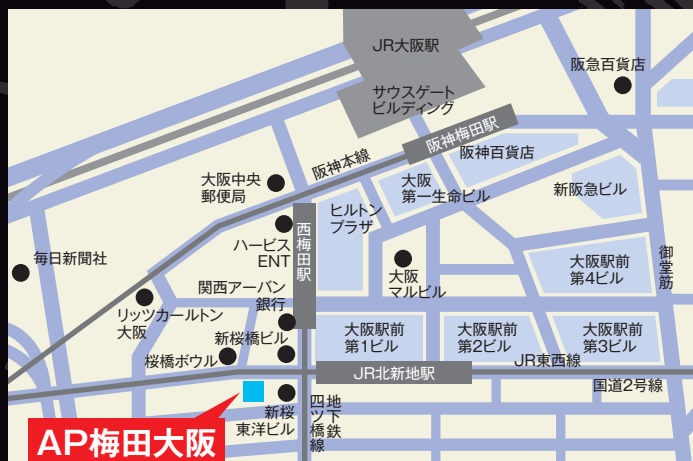 JR大阪駅
サウスゲート
ビルディング
阪急百貨店
阪神梅田駅
阪神百貨店
阪神本線
大阪中央
郵便局
大阪
第一生命ビル
新阪急ビル
ヒルトン
プラザ
西梅田駅
ハービス
ENT
毎日新聞社
大阪
マルビル
大阪駅前
第4ビル
御堂筋
関西アーバン
銀行
リッツカールトン
大阪
新桜橋ビル
桜橋ボウル
大阪駅前
第1ビル
大阪駅前
第2ビル
大阪駅前
第3ビル
JR東西線
JR北新地駅
国道2号線
新桜
東洋ビル
地下鉄
四ツ橋線
AP梅田大阪